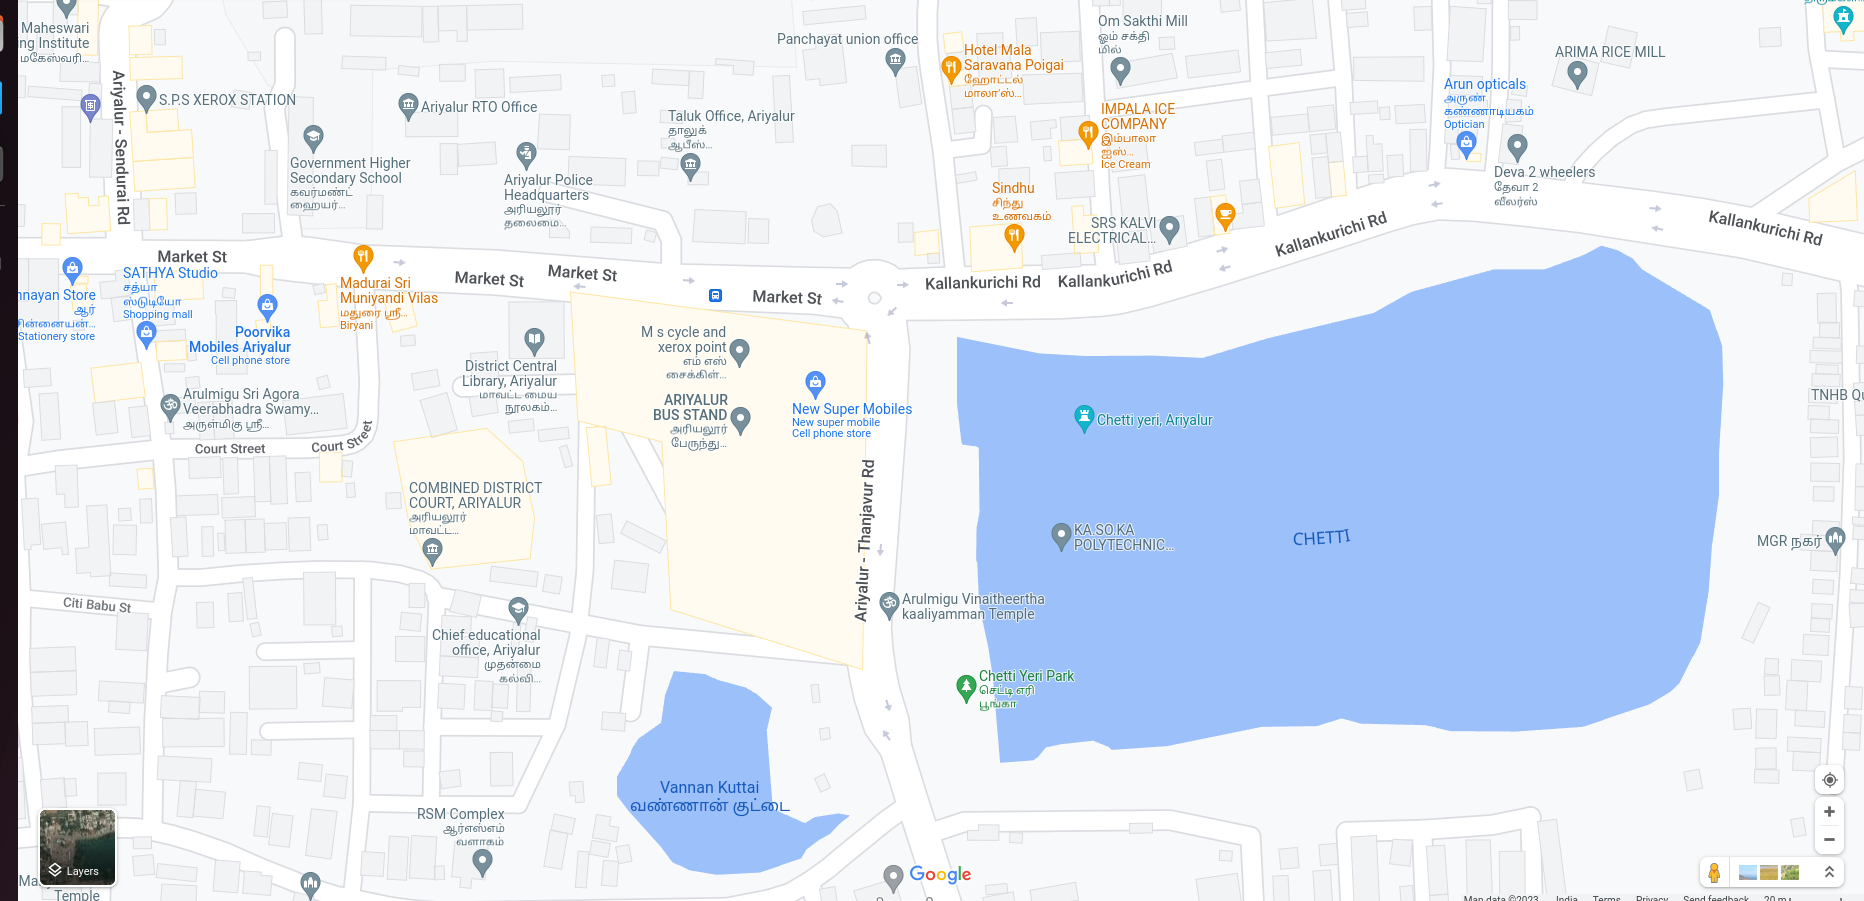 Maheswari
ing Institute
மகேஸ்வரி...
Ariyalur - Sendurai Rd
S.P.S XEROX STATION
Ariyalur RTO Office
Government Higher
Secondary School
கவர்மண்ட்
ஹையர்...
Ariyalur Police
Headquarters
அரியலூர்
தலைமை...
Taluk Office, Ariyalur
தாலுக்
ஆபீஸ்...
Panchayat union office
Hotel Mala
Saravana Poigai
ஹோட்டல்
மாலா'ஸ்...
Om Sakthi Mill
ஓம் சக்தி
மில்
IMPALA ICE
COMPANY
இம்பாலா
ஐஸ்...
Ice Cream
Sindhu
சிந்து
உணவகம்
SRS KALVI
ELECTRICAL...
ARIMA RICE MILL
Arun opticals
அருண்
கண்ணாடியகம்
Optician
Deva 2 wheelers
தேவா 2
வீலர்ஸ்
Kallankurichi Rd
Kallankurichi Rd
Kallankurichi Rd
Kallankurichi Rd
Market St
Market St
Market St
Market St
SATHYA Studio
சத்யா
ஸ்டுடியோ
Shopping mall
nnayan Store
ஆர்
சின்னையன்...
Stationery store
Poorvika
Mobiles Ariyalur
Cell phone store
Madurai Sri
Muniyandi Vilas
மதுரை ஸ்ரீ...
Biryani
Arulmigu Sri Agora
Veerabhadra Swamy...
அருள்மிகு ஸ்ரீ...
Court Street
Court Street
District Central
Library, Ariyalur
மாவட்ட மைய
நூலகம்...
M s cycle and
xerox point
எம் எஸ்
சைக்கிள்...
ARIYALUR
BUS STAND
அரியலூர்
பேருந்து...
New Super Mobiles
New super mobile
Cell phone store
Chetti yeri, Ariyalur
TNHB Qu
COMBINED DISTRICT
COURT, ARIYALUR
அரியலூர்
மாவட்ட...
Ariyalur - Thanjavur Rd
KA.SO.KA
POLYTECHNIC...
CHETTI
MGR நகர்
Citi Babu St
Arulmigu Vinaitheertha
kaaliyamman Temple
Chief educational
office, Ariyalur
முதன்மை
கல்வி...
Chetti Yeri Park
செட்டி எரி
பூங்கா
Vannan Kuttai
வண்ணான் குட்டை
RSM Complex
ஆர்எஸ்எம்
வளாகம்
Layers
Temple
Google
Map data ©2023 India Terms Privacy Send feedback 20 m